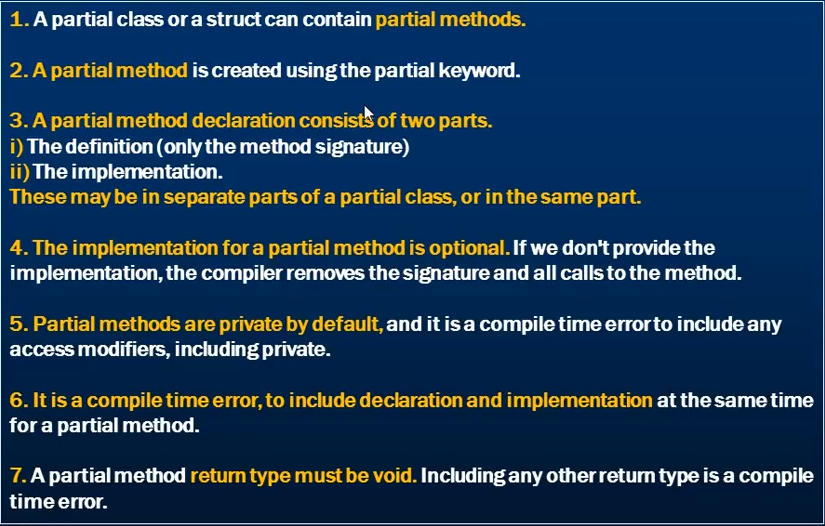 1. A partial class or a struct can contain partial methods.
2. A partial method is created using the partial keyword.
3. A partial method declaration consists of two parts.
i) The definition (only the method signature)
ii) The implementation.
These may be in separate parts of a partial class, or in the same part.
4. The implementation for a partial method is optional. If we don't provide the
implementation, the compiler removes the signature and all calls to the method.
5. Partial methods are private by default, and it is a compile time error to include any
access modifiers, including private.
6. It is a compile time error, to include declaration and implementation at the same time
for a partial method.
7. A partial method return type must be void. Including any other return type is a compile
time error.